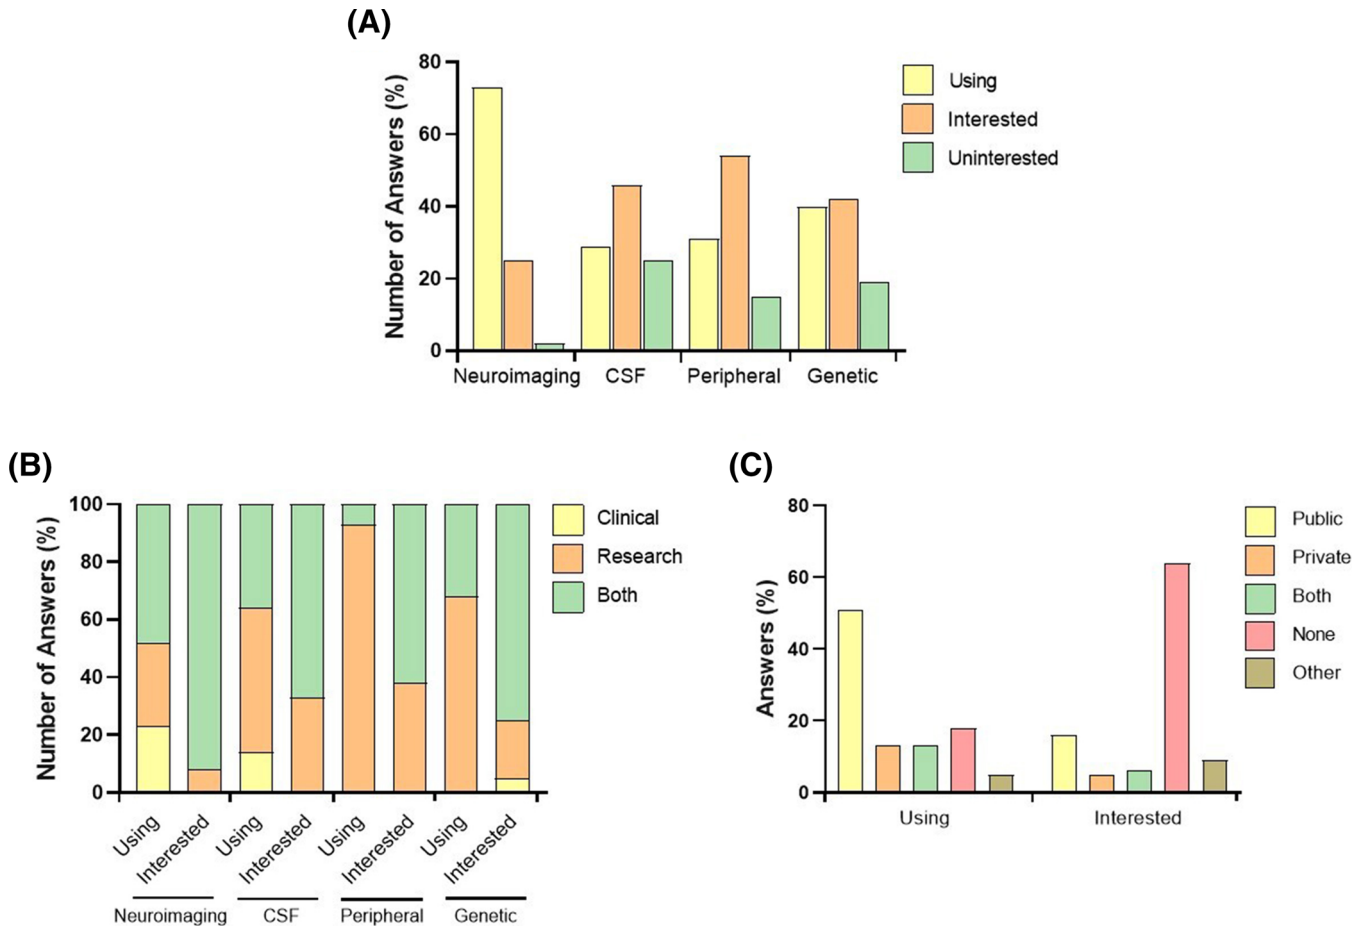 (A)
Number of Answers (%)
80
60
40
20
0
Neuroimaging CSF Peripheral Genetic
Using
Interested
Uninterested
(B)
Number of Answers (%)
100
80
60
40
20
0
Using Interested Using Interested Using Interested Using Interested
Neuroimaging CSF Peripheral Genetic
Clinical
Research
Both
(C)
Answers (%)
80
60
40
20
0
Using Interested
Public
Private
Both
None
Other